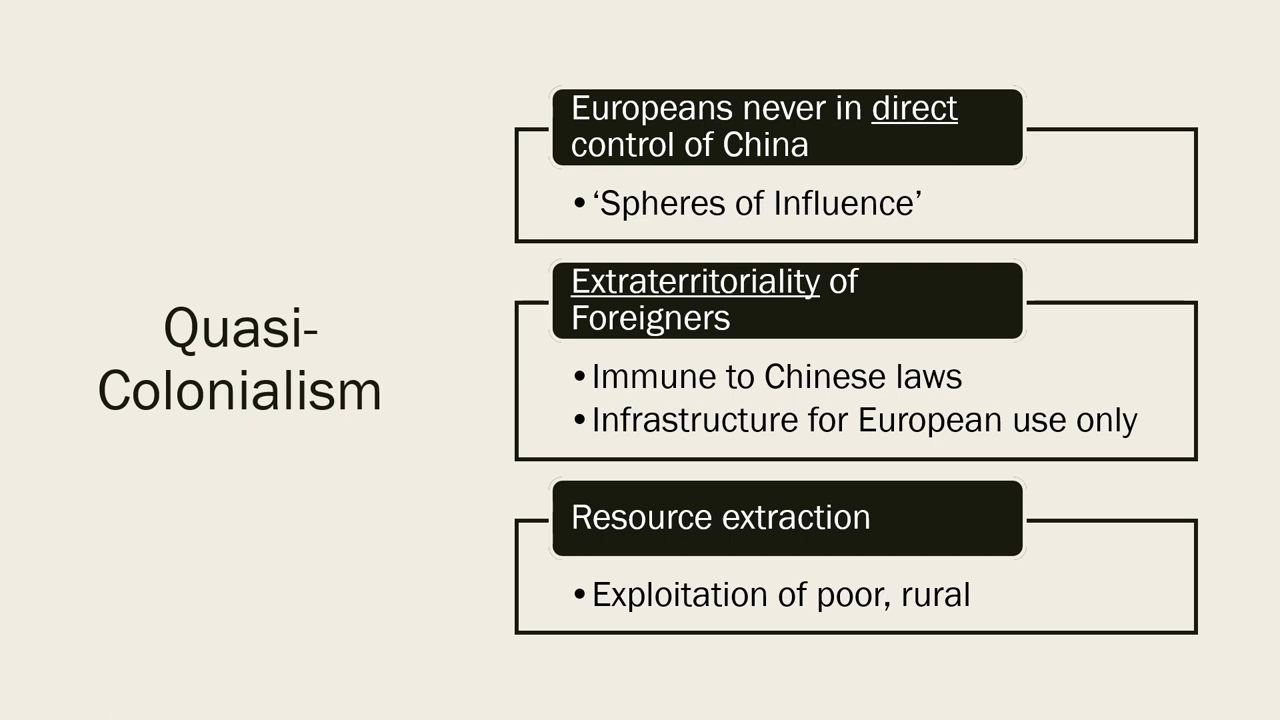 Quasi-
Colonialism
Europeans never in direct
control of China
•‘Spheres of Influence’
Extraterritoriality of
Foreigners
•Immune to Chinese laws
•Infrastructure for European use only
Resource extraction
•Exploitation of poor, rural